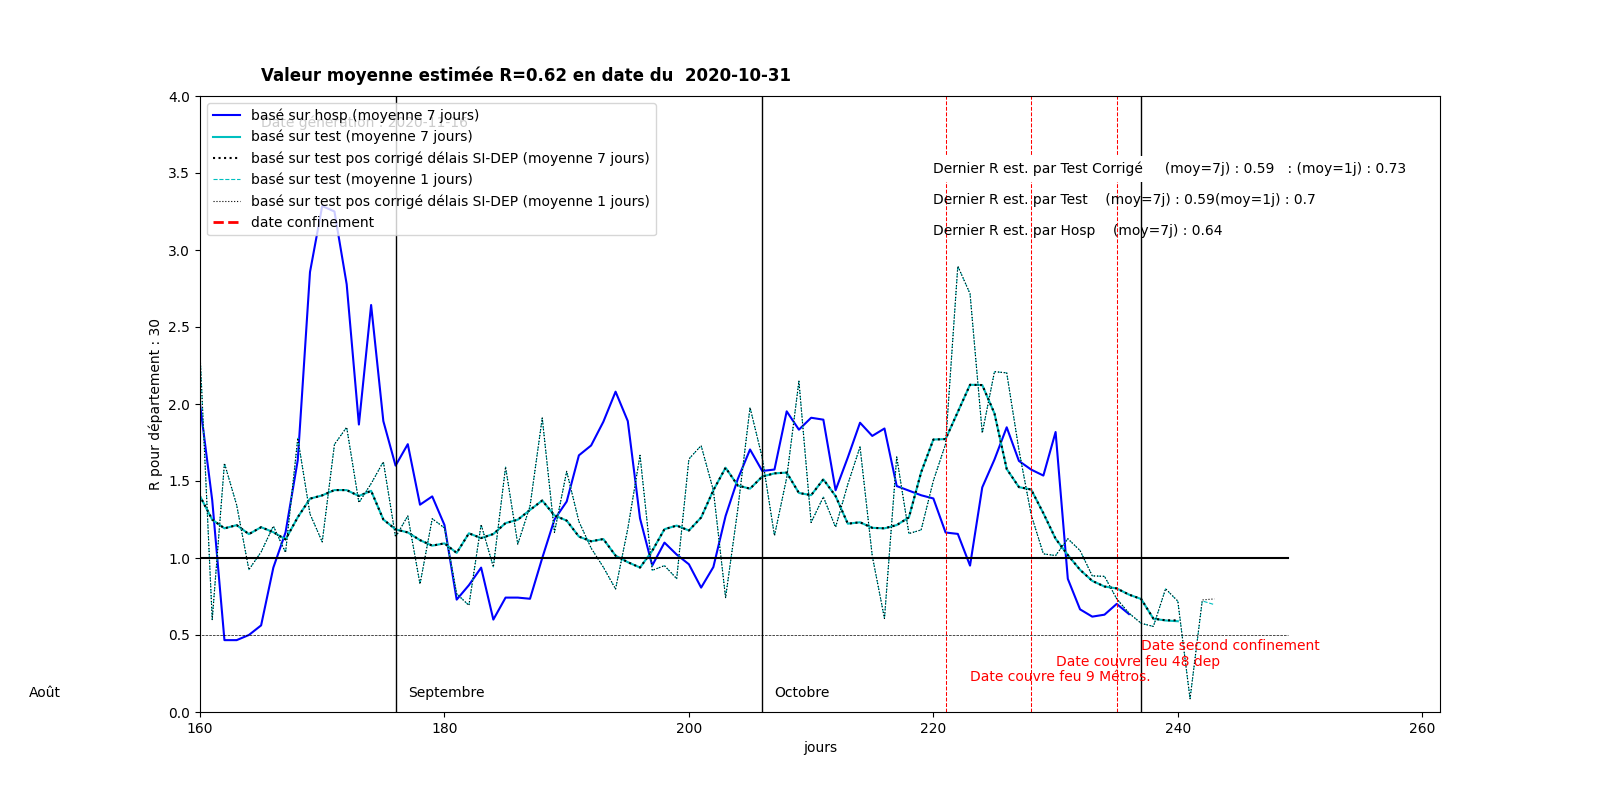 Valeur moyenne estimée R=0.62 en date du  2020-10-31
4.0
3.5
3.0
2.5
2.0
1.5
1.0
0.5
0.0
R pour département : 30
basé sur hosp (moyenne 7 jours)
Date génération : 2020-11-16
basé sur test (moyenne 7 jours)
basé sur test pos corrigé délais SI-DEP (moyenne 7 jours)
basé sur test (moyenne 1 jours)
basé sur test pos corrigé délais SI-DEP (moyenne 1 jours)
date confinement
Dernier R est. par Test Corrigé     (moy=7j) : 0.59   : (moy=1j) : 0.73
Dernier R est. par Test    (moy=7j) : 0.59(moy=1j) : 0.7
Dernier R est. par Hosp    (moy=7j) : 0.64
Date second confinement
Date couvre feu 48 dep
Date couvre feu 9 Métros.
Août
Septembre
Octobre
160
180
200
220
240
260
jours